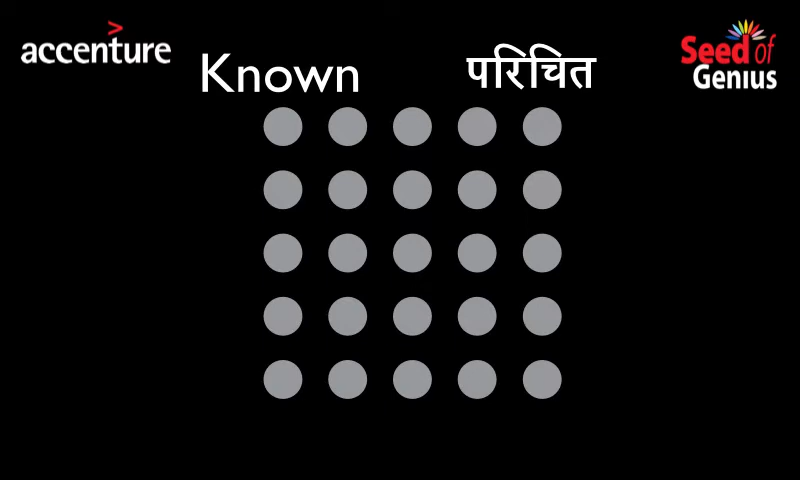 accenture
Known परिचित
Seed of
Genius